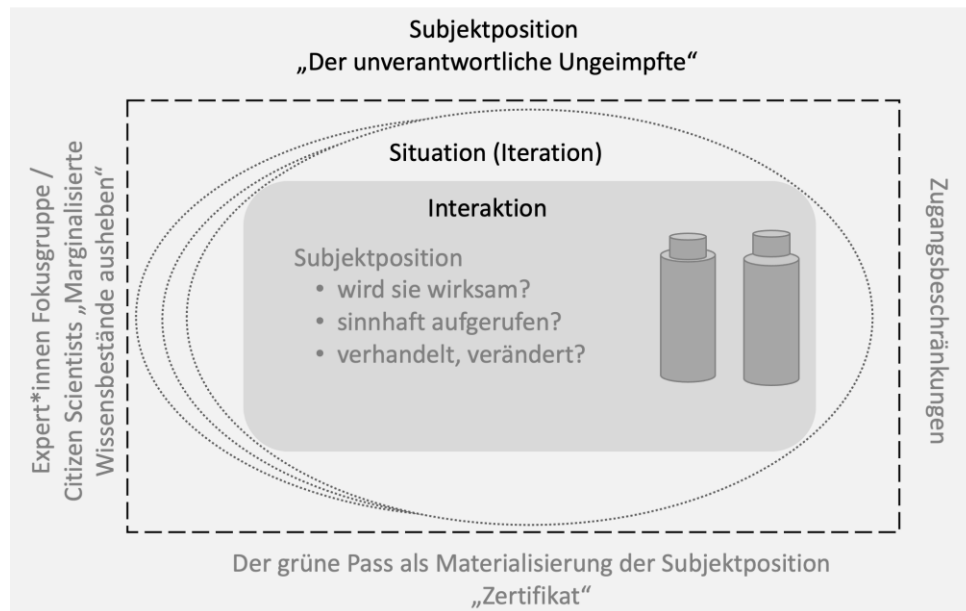 Subjektposition
„Der unverantwortliche Ungeimpfte“
Situation (Iteration)
Interaktion
Subjektposition
• wird sie wirksam?
• sinnhaft aufgerufen?
• verhandelt, verändert?
Expert*innen Fokusgruppe /
Citizen Scientists „Marginalisierte
Wissensbestände ausheben“
Zugangsbeschränkungen
Der grüne Pass als Materialisierung der Subjektposition
„Zertifikat“